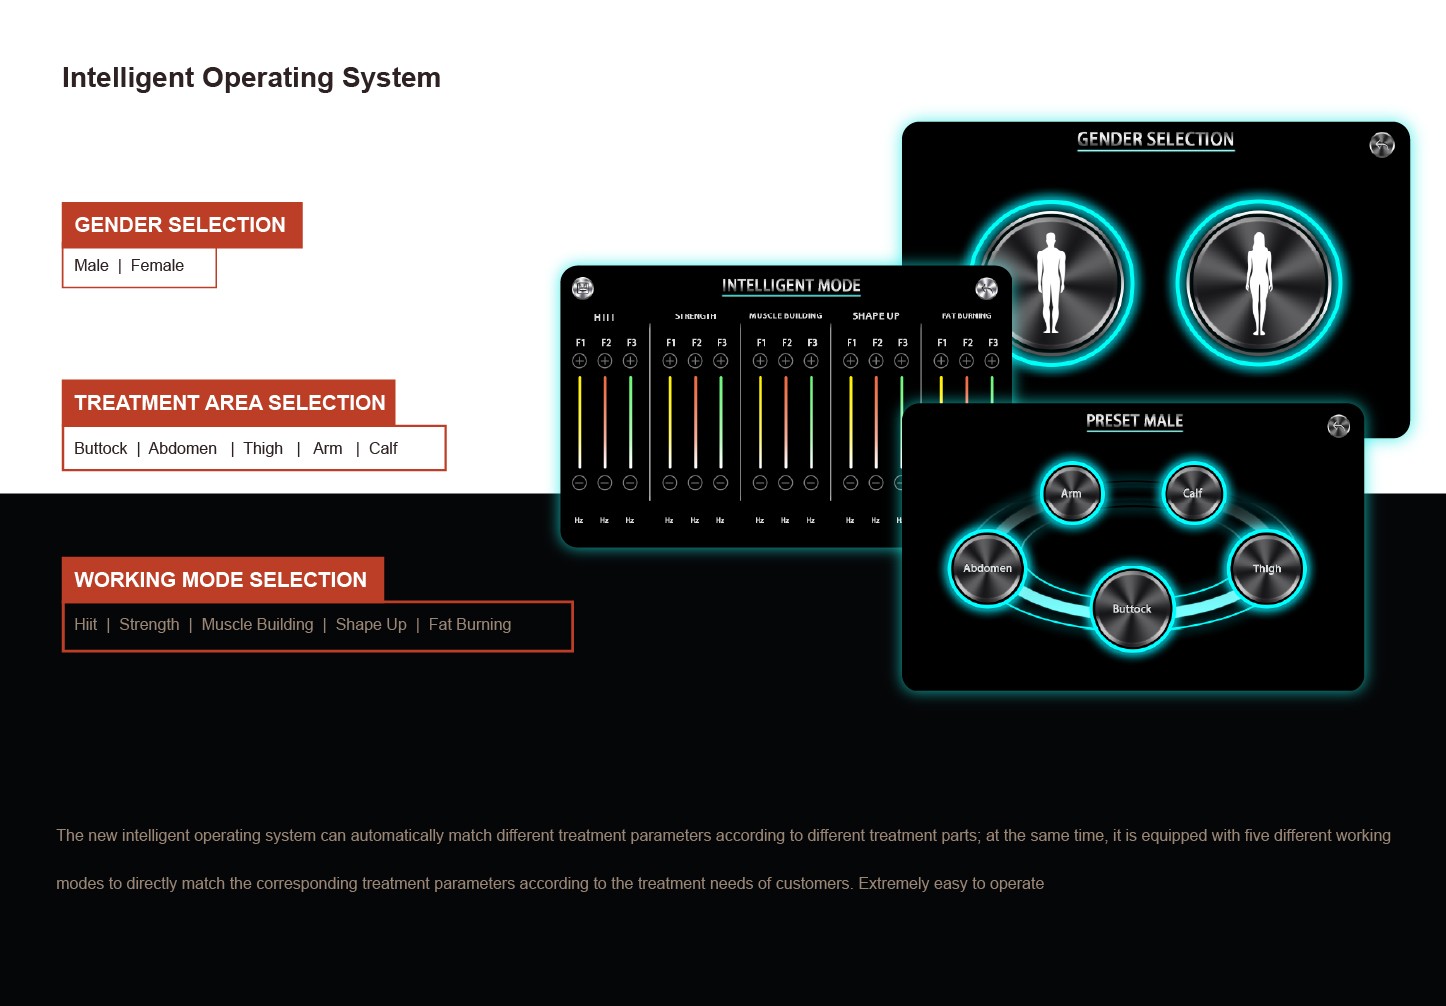 Intelligent Operating System
GENDER SELECTION
Male | Female
TREATMENT AREA SELECTION
Buttock | Abdomen | Thigh | Arm | Calf
WORKING MODE SELECTION
Hiit | Strength | Muscle Building | Shape Up | Fat Burning
GENDER SELECTION
INTELLIGENT MODE
HIIT STRENGTH MUSCLE BUILDING SHAPE UP FAT BURNING
F1 F2 F3 F1 F2 F3 F1 F2 F3 F1 F2 F3 F1 F2 F3
Hz Hz Hz Hz Hz Hz Hz Hz Hz Hz Hz
PRESET MALE
Arm Calf
Abdomen Thigh
Buttock
The new intelligent operating system can automatically match different treatment parameters according to different treatment parts; at the same time, it is equipped with five different working
modes to directly match the corresponding treatment parameters according to the treatment needs of customers. Extremely easy to operate